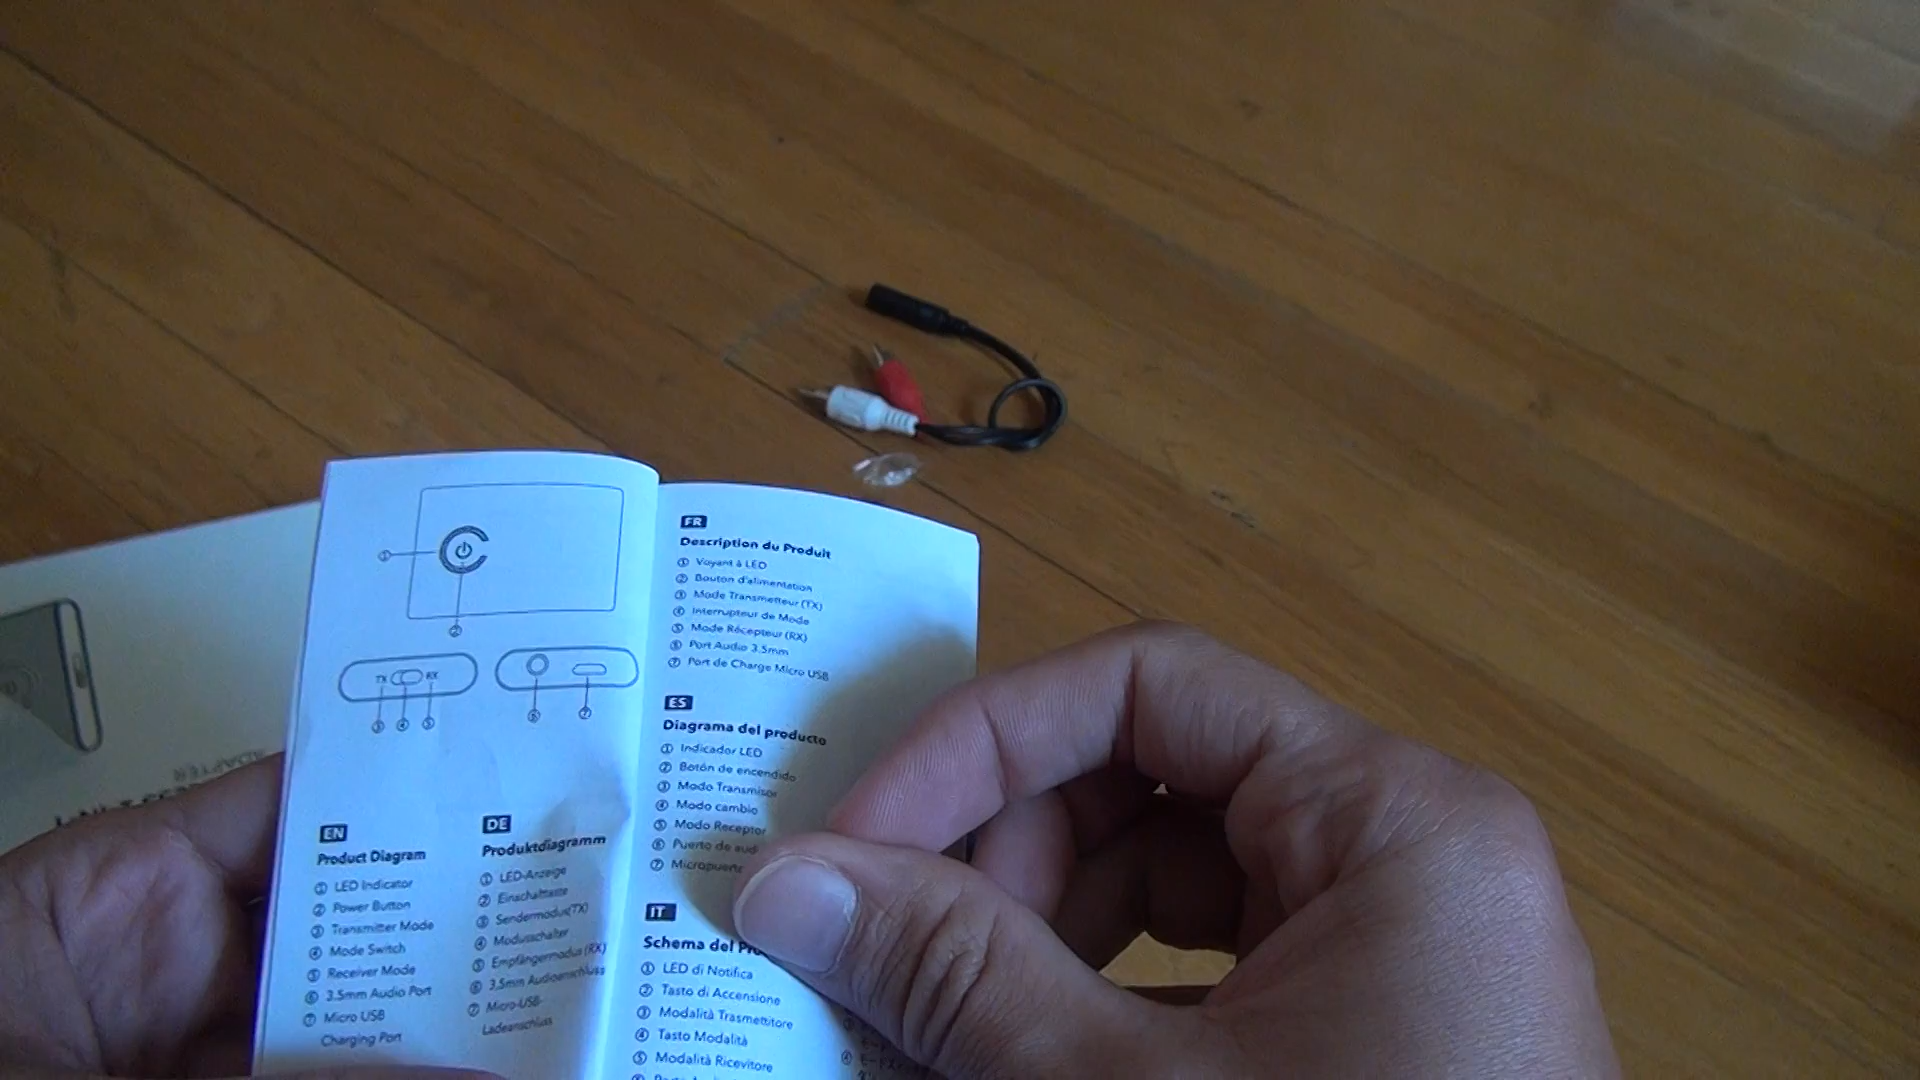 ①
②
TX RX
③ ④ ⑤
⑥ ⑦
EN
Product Diagram
① LED Indicator
② Power Button
③ Transmitter Mode
④ Mode Switch
⑤ Receiver Mode
⑥ 3.5mm Audio Port
⑦ Micro USB
Charging Port
DE
Produktdiagramm
① LED-Anzeige
② Einschalttaste
③ Sendermodus(TX)
④ Modusschalter
⑤ Empfängermodus (RX)
⑥ 3,5mm Audioanschluss
⑦ Micro-USB-
Ladeanschluss
FR
Description du Produit
① Voyant à LED
② Bouton d'alimentation
③ Mode Transmetteur (TX)
④ Interrupteur de Mode
⑤ Mode Récepteur (RX)
⑥ Port Audio 3.5mm
⑦ Port de Charge Micro USB
ES
Diagrama del producto
① Indicador LED
② Botón de encendido
③ Modo Transmisor
④ Modo cambio
⑤ Modo Receptor
⑥ Puerto de
⑦
IT
Schema del
① LED di Notifica
② Tasto di Accensione
③ Modalità Trasmettitore
④ Tasto Modalità
⑤ Modalità Ricevitore
ADAPTER